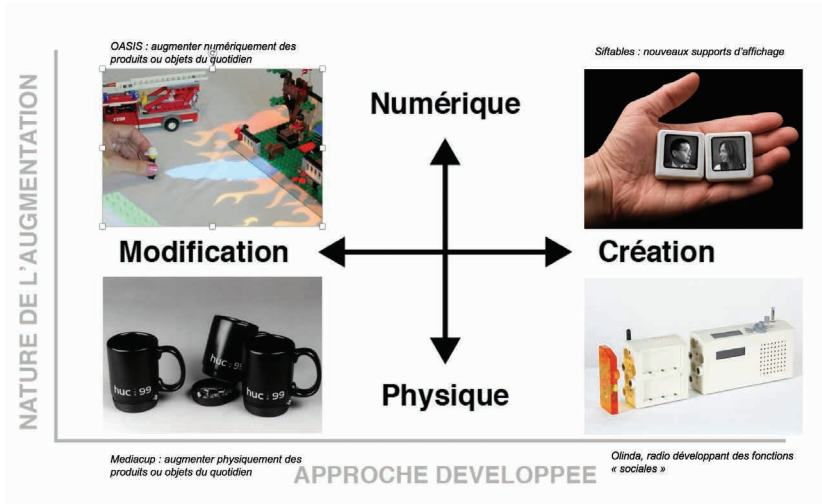 OASIS : augmenter numériquement des
produits ou objets du quotidien
Siftables : nouveaux supports d'affichage
Numérique
Modification
Création
Physique
huc : 99
huc : 99
huc : 99
NATURE DE L'AUGMENTATION
Mediacup : augmenter physiquement des
produits ou objets du quotidien
APPROCHE DEVELOPPEE
Olinda, radio développant des fonctions
« sociales »